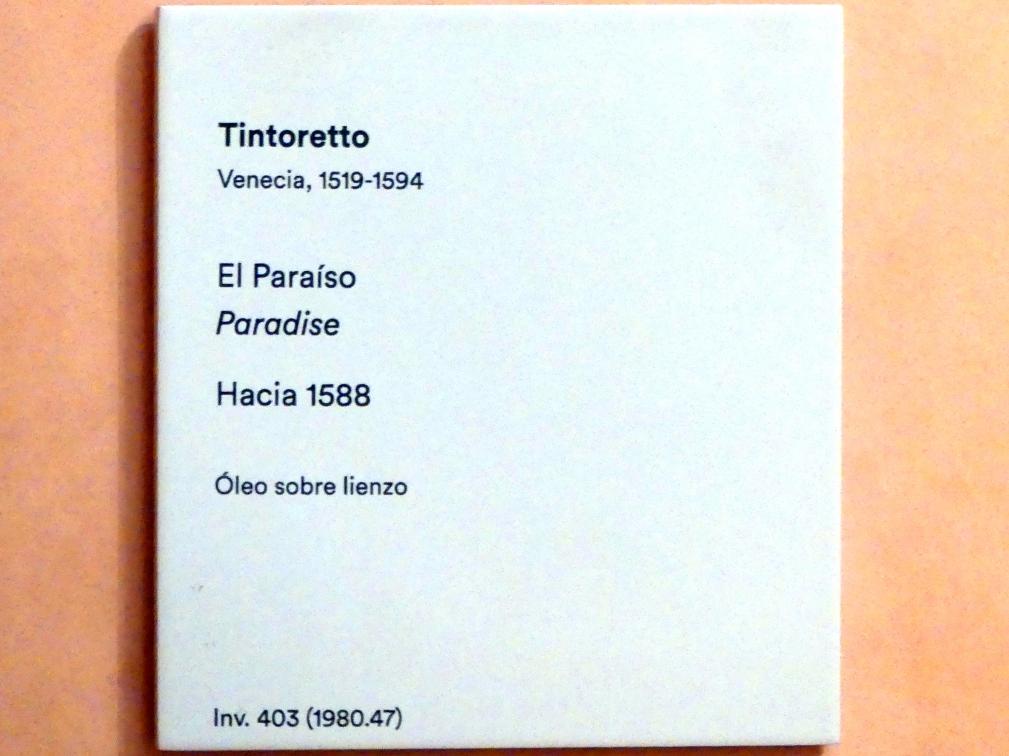 Tintoretto
Venecia, 1519-1594
El Paraíso
Paradise
Hacia 1588
Óleo sobre lienzo
Inv. 403 (1980.47)